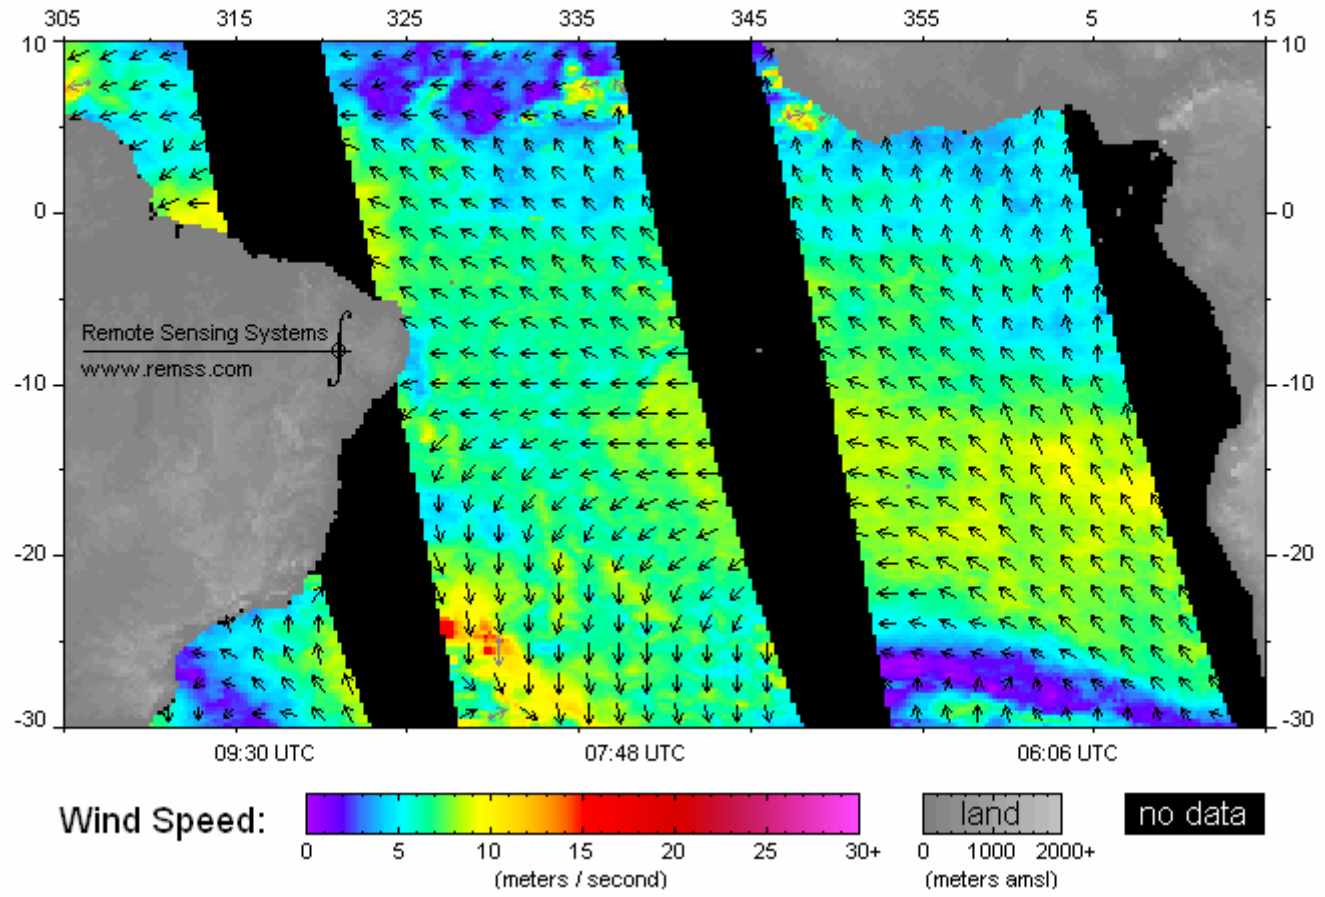 305 315 325 335 345 355 5 15
10 10
0 0
Remote Sensing Systems
www.remss.com
-10 -10
-20 -20
-30 -30
09:30 UTC 07:48 UTC 06:06 UTC
Wind Speed: land no data
0 5 10 15 20 25 30+ 0 1000 2000+
(meters / second) (meters amsl)